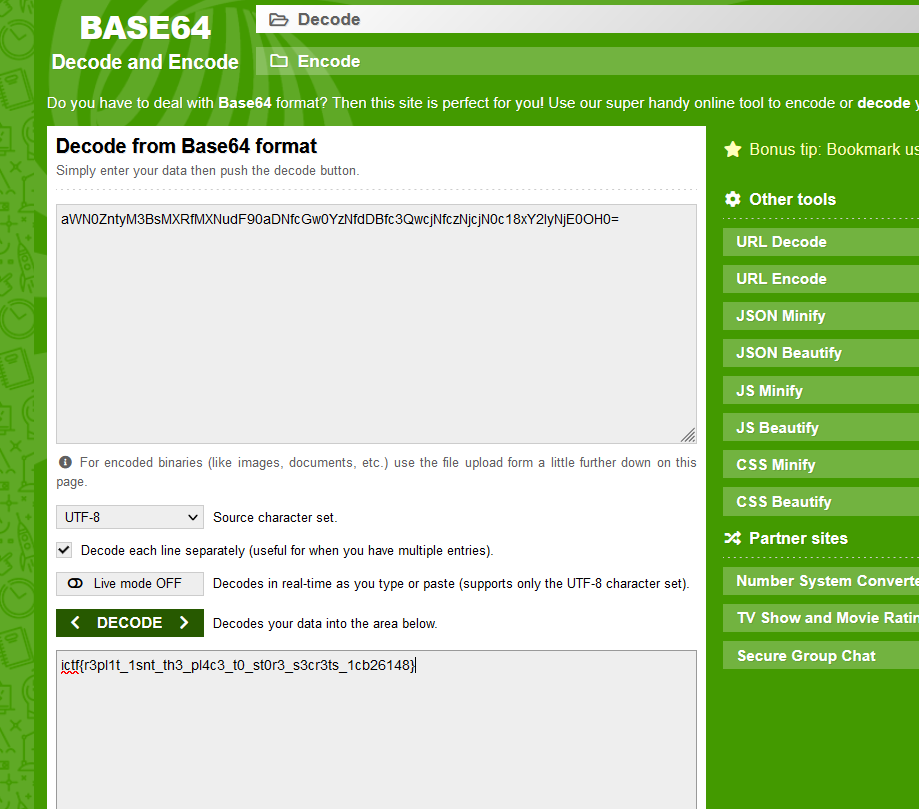 BASE64
Decode and Encode
Decode
Encode
Do you have to deal with Base64 format? Then this site is perfect for you! Use our super handy online tool to encode or decode y
Decode from Base64 format
Simply enter your data then push the decode button.
aWN0ZntyM3BsMXRfMXNudF90aDNfcGw0YzNfdDBfc3QwcjNfczNjcjN0c18xY2IyNjE0OH0=
For encoded binaries (like images, documents, etc.) use the file upload form a little further down on this
page.
UTF-8
Source character set.
Decode each line separately (useful for when you have multiple entries).
Live mode OFF
Decodes in real-time as you type or paste (supports only the UTF-8 character set).
DECODE
Decodes your data into the area below.
ictf{r3pl1t_1snt_th3_pl4c3_t0_st0r3_s3cr3ts_1cb26148}
Bonus tip: Bookmark us
Other tools
URL Decode
URL Encode
JSON Minify
JSON Beautify
JS Minify
JS Beautify
CSS Minify
CSS Beautify
Partner sites
Number System Converte
TV Show and Movie Ratin
Secure Group Chat